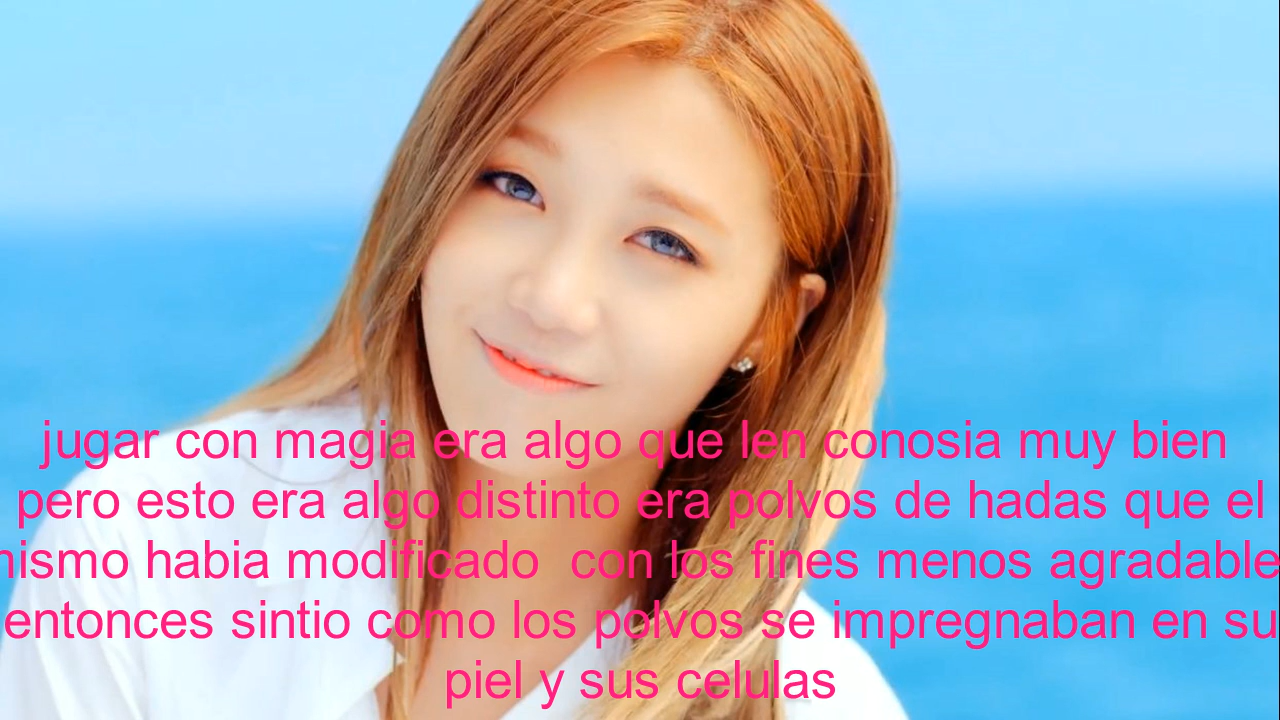 jugar con magia era algo que len conosia muy bien
pero esto era algo distinto era polvos de hadas que el
mismo habia modificado  con los fines menos agradable
entonces sintio como los polvos se impregnaban en su
piel y sus celulas